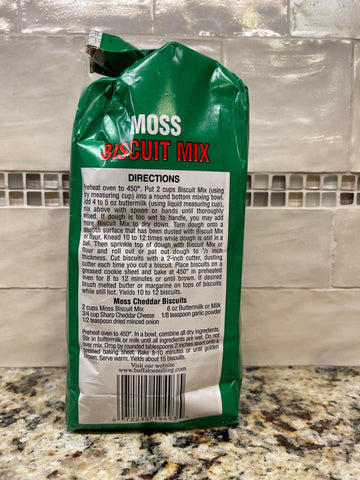 MOSS
BISCUIT MIX
DIRECTIONS
Preheat oven to 450°. Put 2 cups Biscuit Mix (using
dry measuring cup) into a round bottom mixing bowl.
Add 4 to 5 oz buttermilk (using liquid measuring cup),
mix above with spoon or hands until thoroughly
mixed. If dough is too wet to handle, you may add
more Biscuit Mix to dry down. Turn dough onto a
smooth surface that has been dusted with Biscuit Mix
or flour. Knead 10 to 12 times while dough is still in a
ball. Then sprinkle top of dough with Biscuit Mix or
flour and roll out or pat out dough to ½ inch
thickness. Cut biscuits with a 2-inch cutter, dusting
cutter each time you cut a biscuit. Place biscuits on a
greased cookie sheet and bake at 450° in preheated
oven for 8 to 12 minutes or until brown. If desired
brush melted butter or margarine on tops of biscuits
while still hot. Yields 10 to 12 biscuits.
Moss Cheddar Biscuits
2 cups Moss Biscuit Mix 6 oz Buttermilk or Milk
3/4 cup Sharp Cheddar Cheese 1/8 teaspoon garlic powder
1/2 teaspoon dried minced onion
Preheat oven to 450°. In a bowl, combine all dry ingredients.
Stir in buttermilk or milk until all ingredients are wet. Do not
over mix. Drop by rounded tablespoons 2 inches apart onto a
greased baking sheet. Bake 8-10 minutes or until golden
brown. Serve warm. Yields about 15 biscuits.
Visit our website
www.buffaloemilling.com